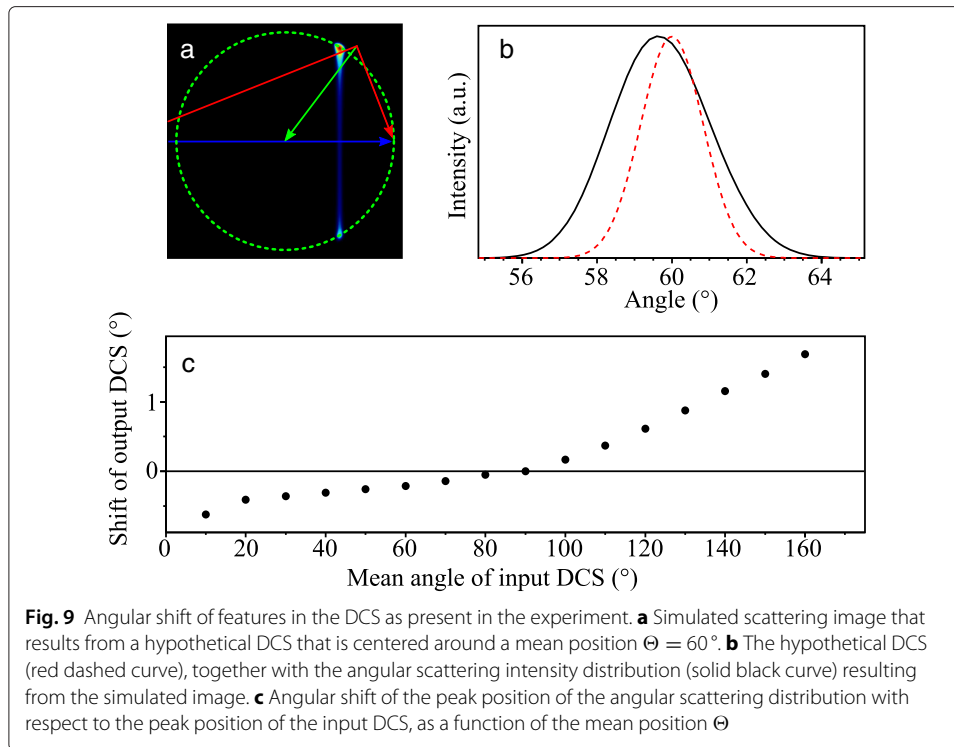 a
b
Intensity (a.u.)
56 58 60 62 64
Angle (°)
c
Shift of output DCS (°)
1
0
0 20 40 60 80 100 120 140 160
Mean angle of input DCS (°)
Fig. 9 Angular shift of features in the DCS as present in the experiment. a Simulated scattering image that
results from a hypothetical DCS that is centered around a mean position Θ = 60°. b The hypothetical DCS
(red dashed curve), together with the angular scattering intensity distribution (solid black curve) resulting
from the simulated image. c Angular shift of the peak position of the angular scattering distribution with
respect to the peak position of the input DCS, as a function of the mean position Θ